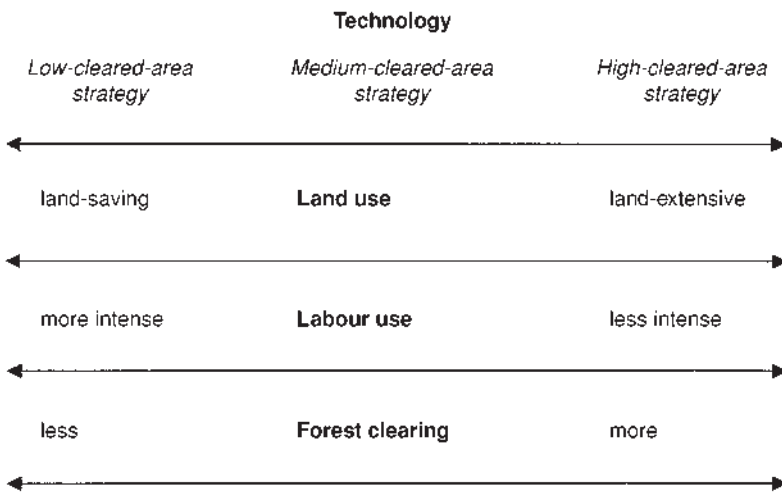 Technology
Low-cleared-area Medium-cleared-area High-cleared-area
strategy strategy strategy
land-saving Land use land-extensive
more intense Labour use less intense
less Forest clearing more